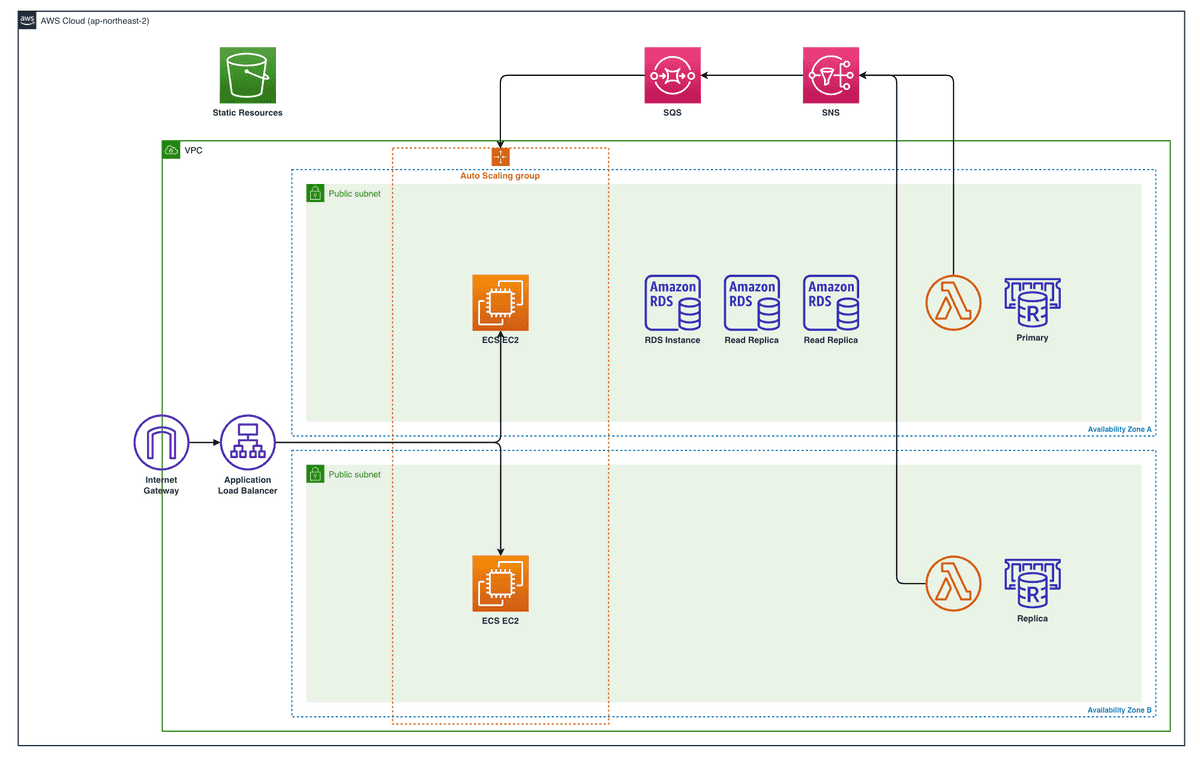 aws
AWS Cloud (ap-northeast-2)
Static Resources
SQS
SNS
VPC
Auto Scaling group
Public subnet
Amazon
RDS
Amazon
RDS
Amazon
RDS
R
ECS EC2
RDS Instance
Read Replica
Read Replica
Primary
Availability Zone A
Internet
Gateway
Application
Load Balancer
Public subnet
R
ECS EC2
Replica
Availability Zone B